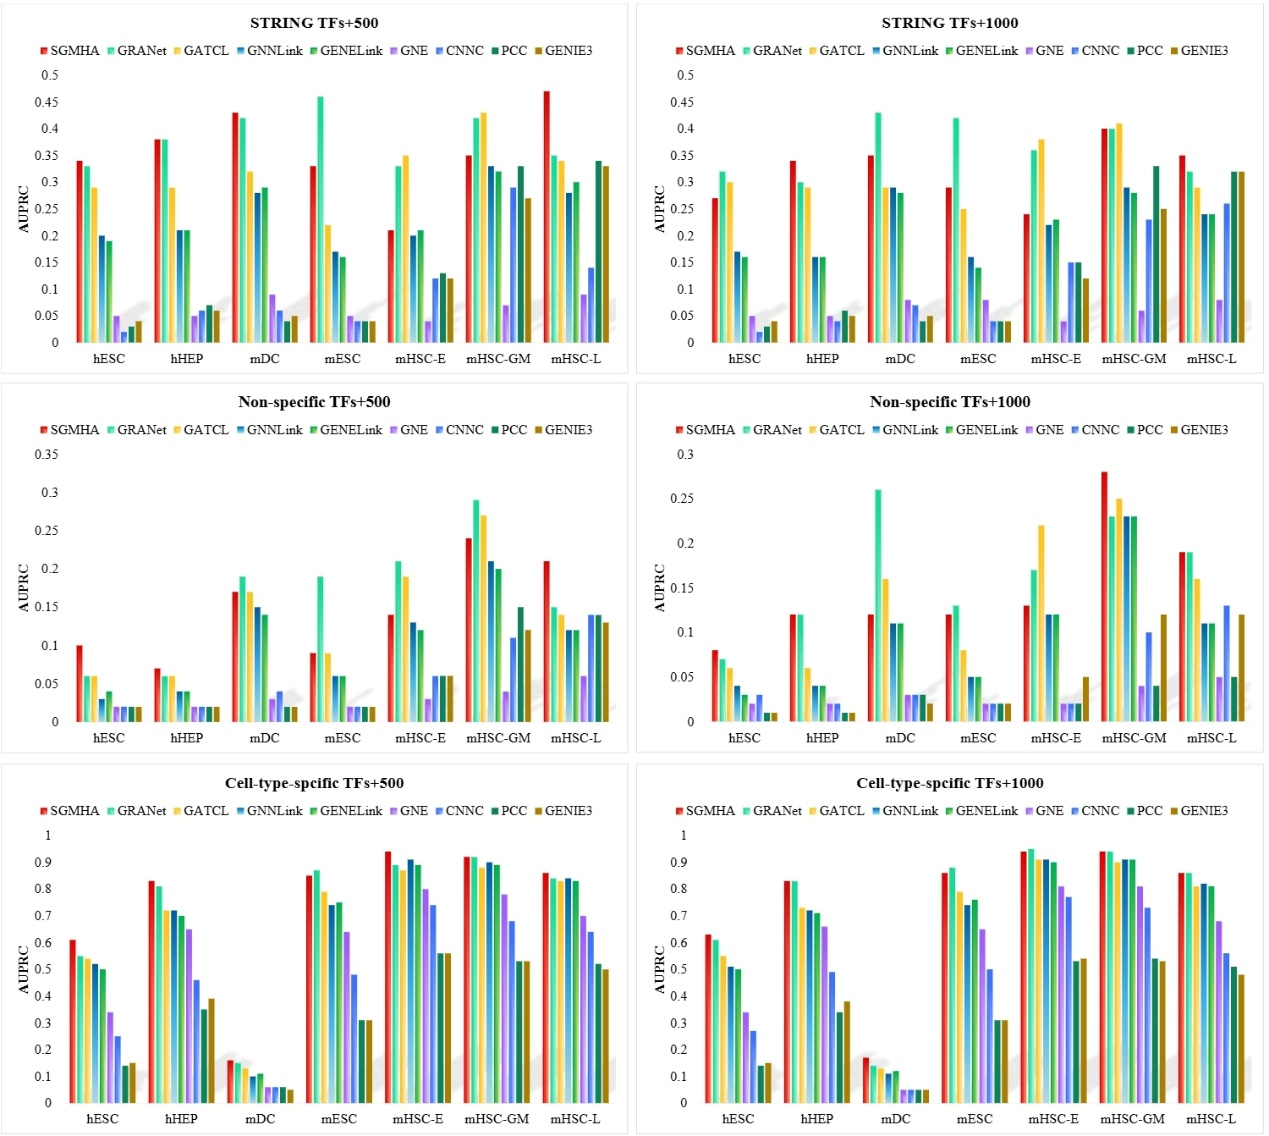 STRING TFs+500
SGMHA GRANet GATCL GNNLink GENELink GNE CNNC PCC GENIE3
0.5
0.45
0.4
0.35
0.3
0.25
0.2
0.15
0.1
0.05
0
AUPRC
hESC hHEP mDC mESC mHSC-E mHSC-GM mHSC-L
STRING TFs+1000
SGMHA GRANet GATCL GNNLink GENELink GNE CNNC PCC GENIE3
0.5
0.45
0.4
0.35
0.3
0.25
0.2
0.15
0.1
0.05
0
AUPRC
hESC hHEP mDC mESC mHSC-E mHSC-GM mHSC-L
Non-specific TFs+500
SGMHA GRANet GATCL GNNLink GENELink GNE CNNC PCC GENIE3
0.35
0.3
0.25
0.2
0.15
0.1
0.05
0
AUPRC
hESC hHEP mDC mESC mHSC-E mHSC-GM mHSC-L
Non-specific TFs+1000
SGMHA GRANet GATCL GNNLink GENELink GNE CNNC PCC GENIE3
0.3
0.25
0.2
0.15
0.1
0.05
0
AUPRC
hESC hHEP mDC mESC mHSC-E mHSC-GM mHSC-L
Cell-type-spcific TFs+500
SGMHA GRANet GATCL GNNLink GENELink GNE CNNC PCC GENIE3
1
0.9
0.8
0.7
0.6
0.5
0.4
0.3
0.2
0.1
0
AUPRC
hESC hHEP mDC mESC mHSC-E mHSC-GM mHSC-L
Cell-type-spcific TFs+1000
SGMHA GRANet GATCL GNNLink GENELink GNE CNNC PCC GENIE3
1
0.9
0.8
0.7
0.6
0.5
0.4
0.3
0.2
0.1
0
AUPRC
hESC hHEP mDC mESC mHSC-E mHSC-GM mHSC-L